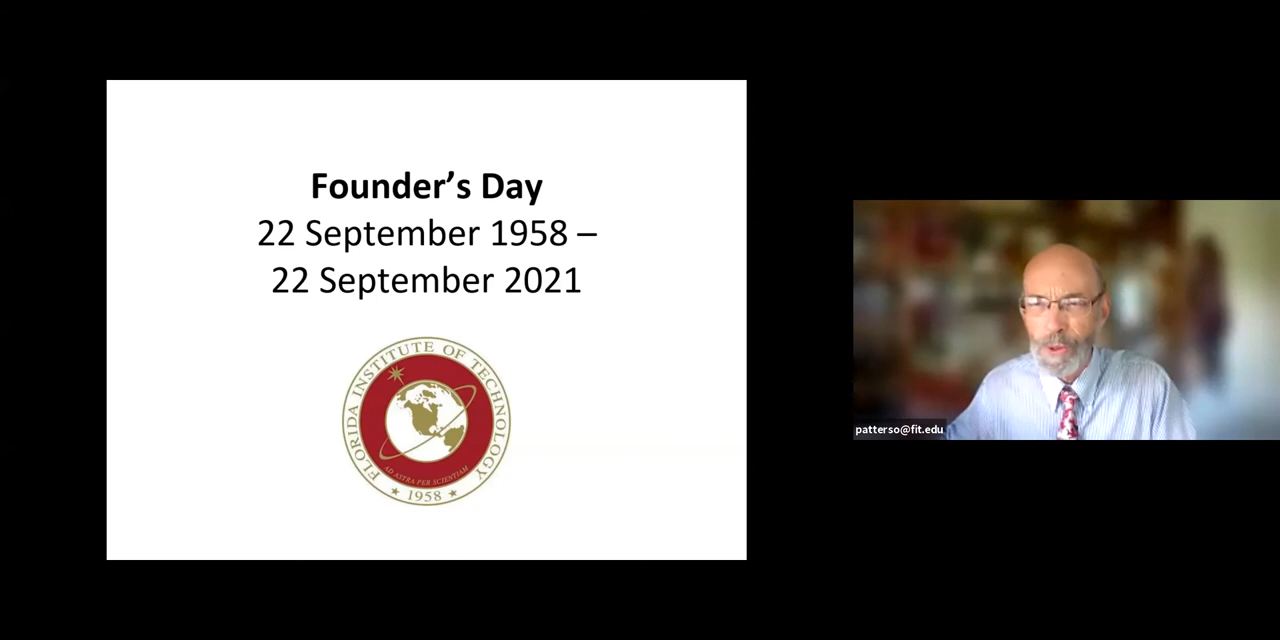 Founder’s Day
22 September 1958 –
22 September 2021
FLORIDA INSTITUTE OF TECHNOLOGY
AD ASTRA PER SCIENTIAM
1958
patterso@fit.edu